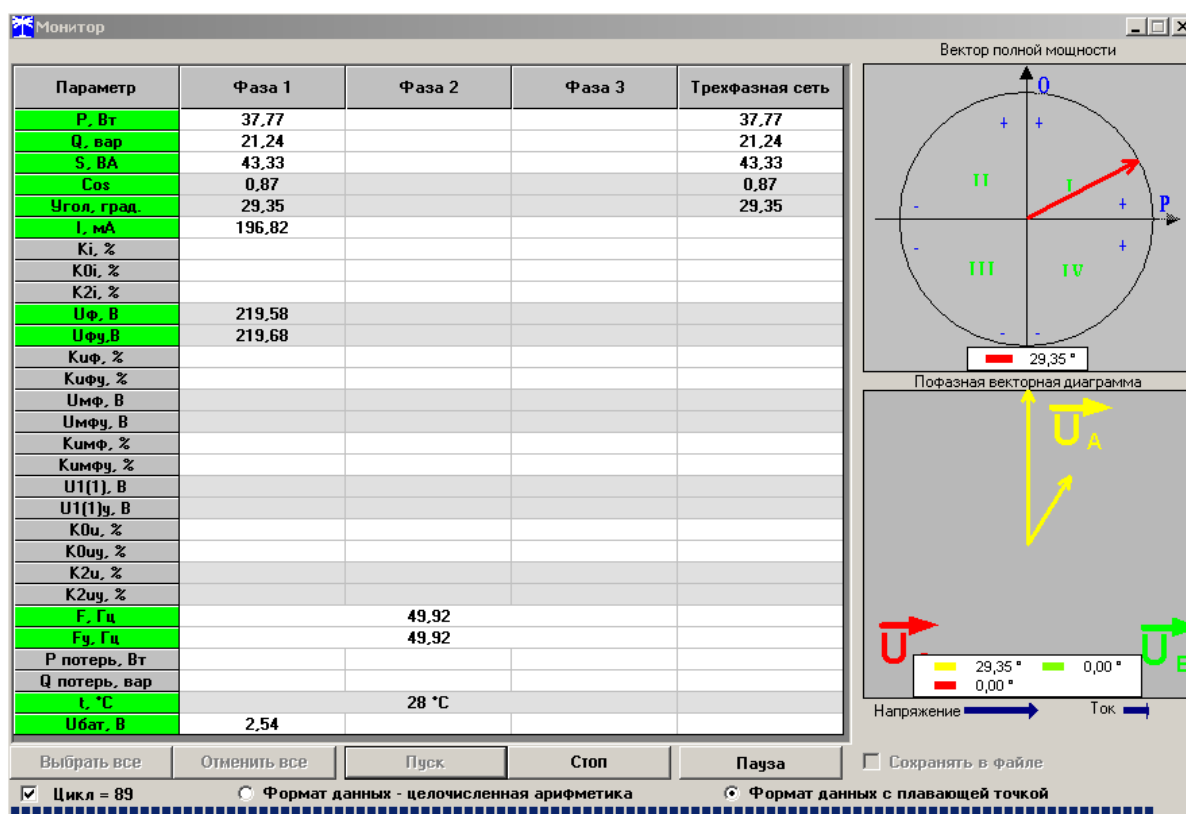 Монитор
Вектор полной мощности
Параметр Фаза 1 Фаза 2 Фаза 3 Трехфазная сеть
P, Вт 37,77 37,77
Q, вар 21,24 21,24
S, ВА 43,33 43,33
Cos 0,87 0,87
Угол, град. 29,35 29,35
I, мА 196,82
Ki, %
K0i, %
K2i, %
Uф, В 219,58
Uфу,В 219,68
Kuф, %
Kuфу, %
Uмф, В
Uмфу, В
Kuмф, %
Kuмфу, %
U1(1), В
U1(1)у, В
K0u, %
K0uу, %
K2u, %
K2uу, %
F, Гц 49,92
Fу, Гц 49,92
P потерь, Вт
Q потерь, вар
t, °C 28 °C
Uбат, В 2,54
Q
+ +
II I
- + P
- +
III IV
- -
29,35 °
Пофазная векторная диаграмма
U A
U
U B
29,35 ° 0,00 °
0,00 °
Напряжение Ток
Выбрать все Отменить все Пуск Стоп Пауза Сохранять в файле
Цикл = 89 Формат данных - целочисленная арифметика Формат данных с плавающей точкой